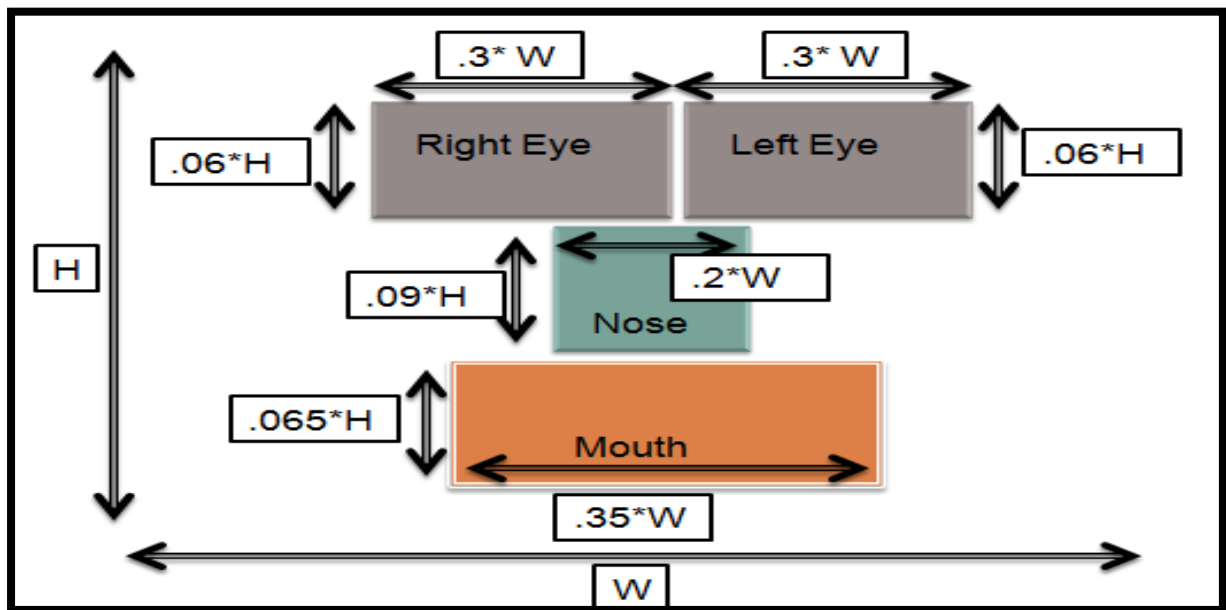 .3* W
.3* W
Right Eye
Left Eye
.06*H
.06*H
H
.2*W
.09*H
Nose
.065*H
Mouth
.35*W
W